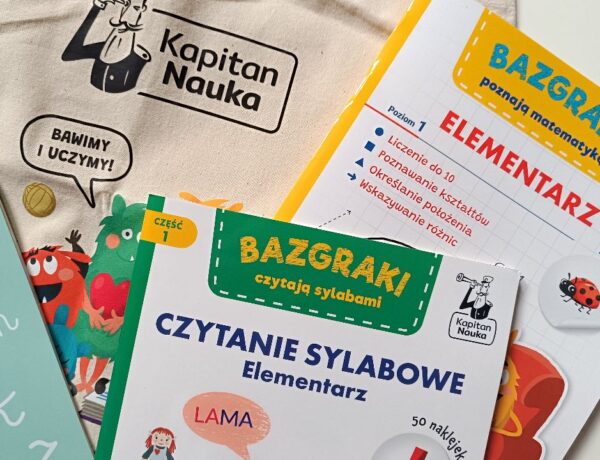 Kapitan
Nauka
BAWIMY
I UCZYMY!
BAZGRAKI
poznają matematykę
Poziom 1
ELEMENTARZ
Liczenie do 10
Poznawanie kształtów
Określanie położenia
Wskazywanie różnic
CZĘŚĆ
1
BAZGRAKI
czytają sylabami
Kapitan
Nauka
CZYTANIE SYLABOWE
Elementarz
LAMA
50 naklejek